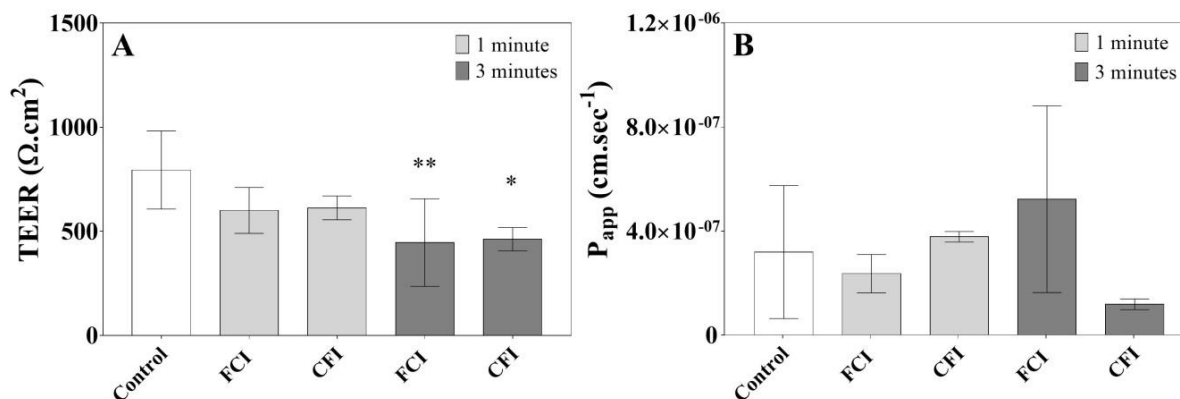 A
1 minute
3 minutes
1500
1000
500
0
TEER (Ω.cm²)
**
*
Control
FCI
CFI
FCI
CFI
B
1 minute
3 minutes
1.2×10⁻⁰⁶
8.0×10⁻⁰⁷
4.0×10⁻⁰⁷
0
Papp (cm.sec⁻¹)
Control
FCI
CFI
FCI
CFI